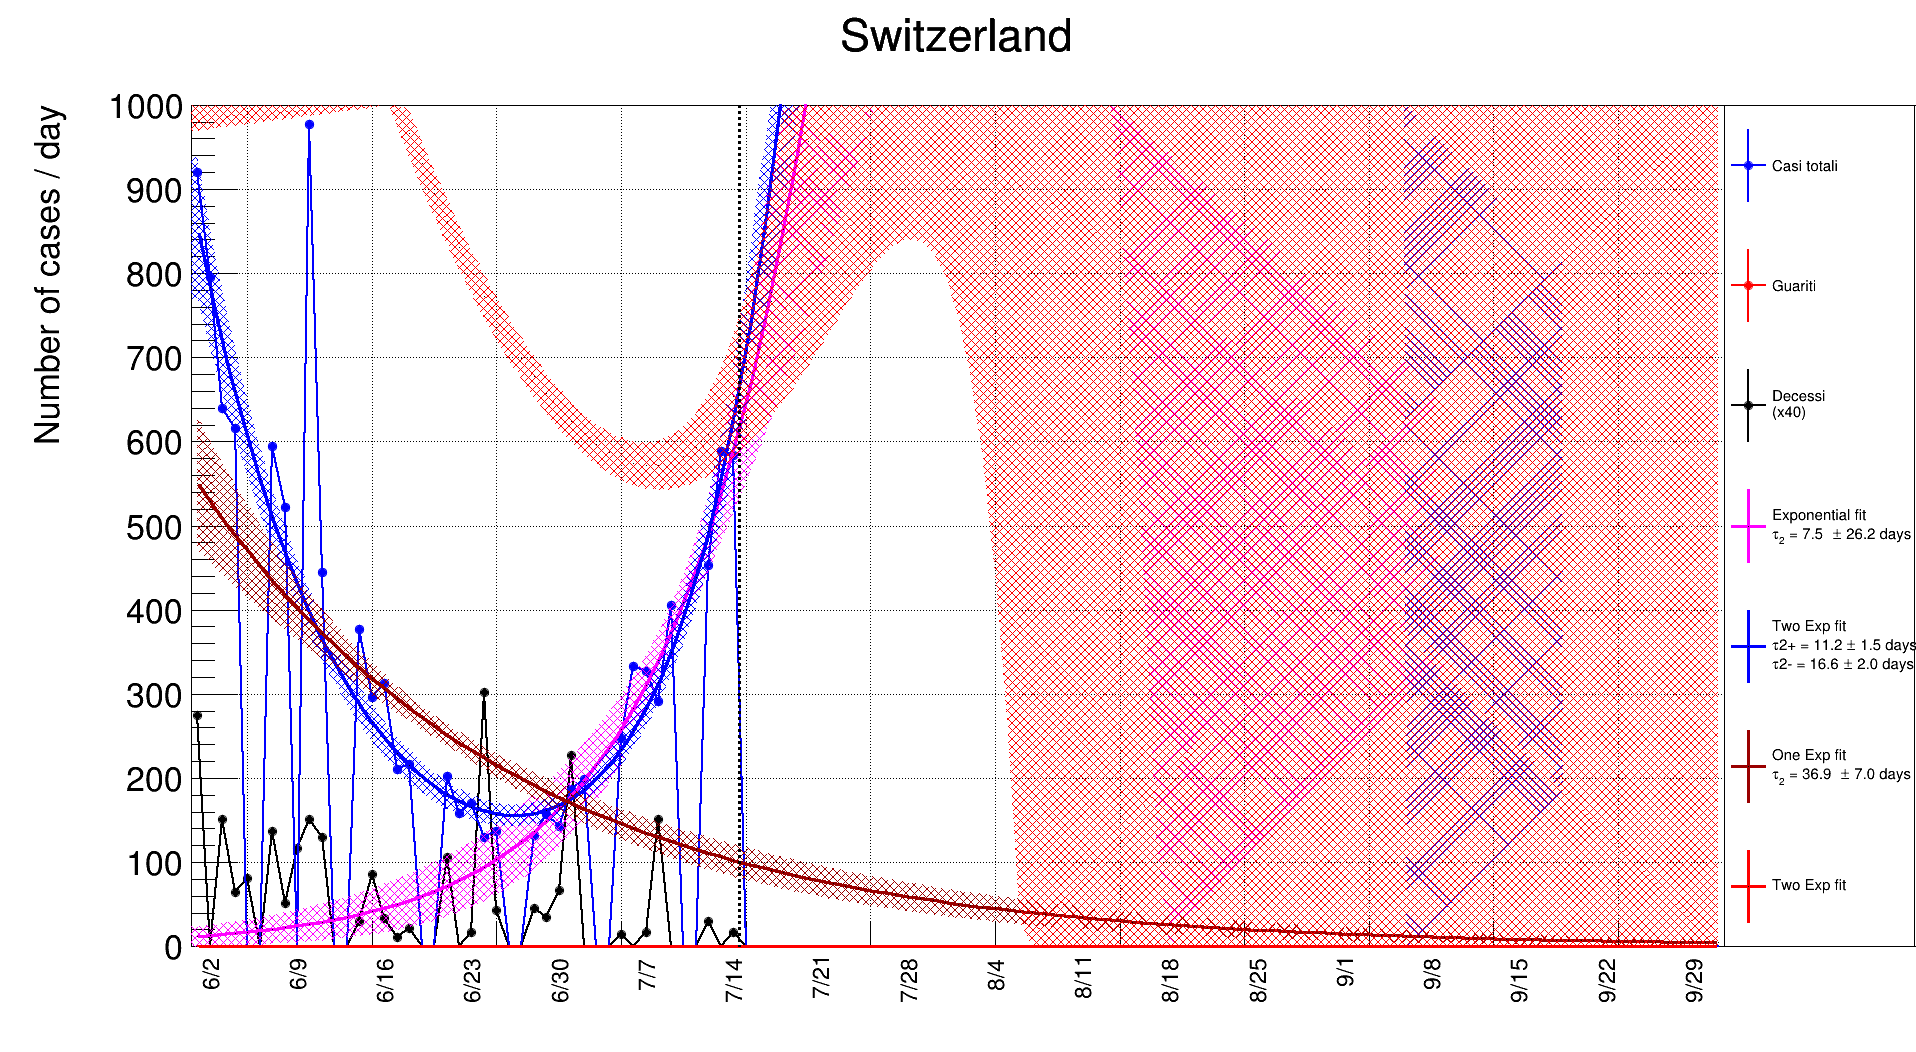 Switzerland
Number of cases / day
1000
900
800
700
600
500
400
300
200
100
0
6/2
6/9
6/16
6/23
6/30
7/7
7/14
7/21
7/28
8/4
8/11
8/18
8/25
9/1
9/8
9/15
9/22
9/29
Casi totali
Guariti
Decessi
(x40)
Exponential fit
τ2 = 7.5 ± 26.2 days
Two Exp fit
τ2+ = 11.2 ± 1.5 days
τ2- = 16.6 ± 2.0 days
One Exp fit
τ2 = 36.9 ± 7.0 days
Two Exp fit